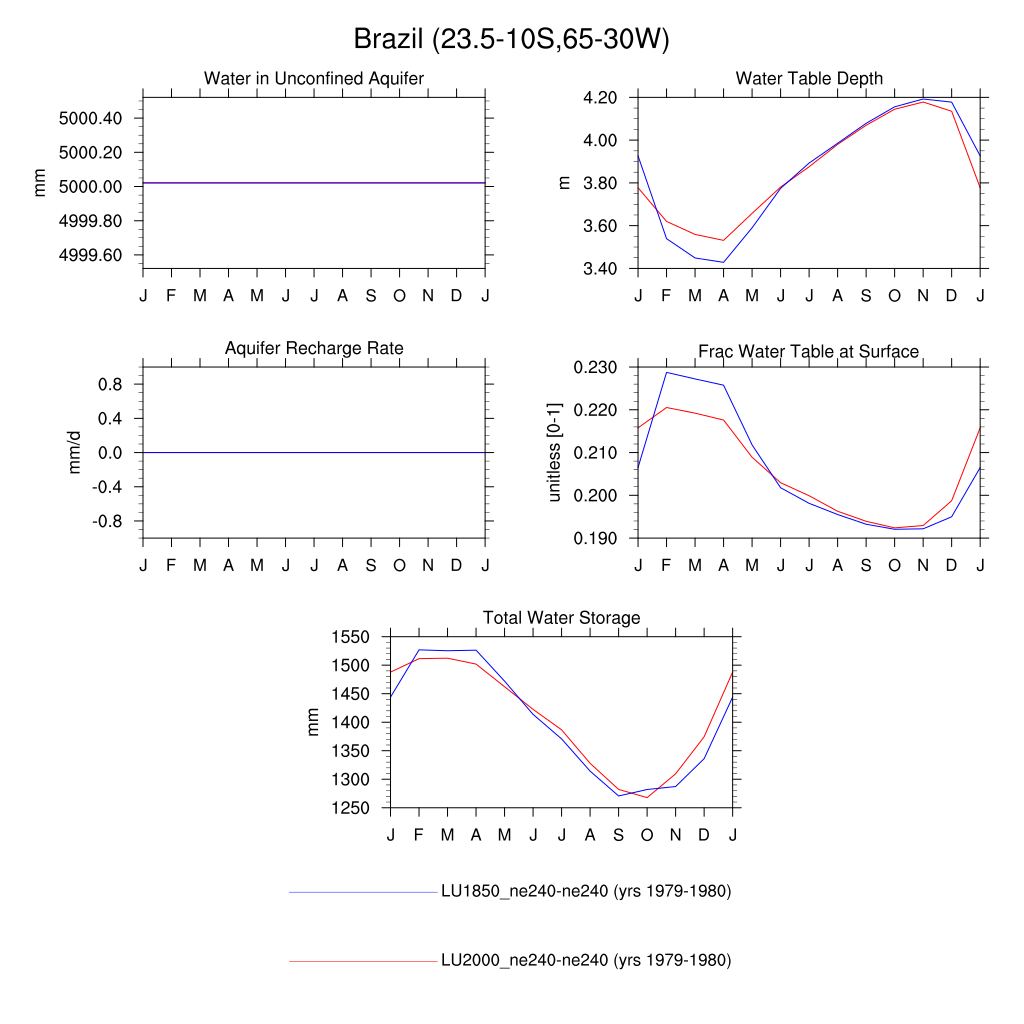 Brazil (23.5-10S,65-30W)
Water in Unconfined Aquifer
5000.40
5000.20
5000.00
4999.80
4999.60
mm
J F M A M J J A S O N D J
Water Table Depth
4.20
4.00
3.80
3.60
3.40
m
J F M A M J J A S O N D J
Aquifer Recharge Rate
0.8
0.4
0.0
-0.4
-0.8
mm/d
J F M A M J J A S O N D J
Frac Water Table at Surface
0.230
0.220
0.210
0.200
0.190
unitless [0-1]
J F M A M J J A S O N D J
Total Water Storage
1550
1500
1450
1400
1350
1300
1250
mm
J F M A M J J A S O N D J
LU1850_ne240-ne240 (yrs 1979-1980)
LU2000_ne240-ne240 (yrs 1979-1980)